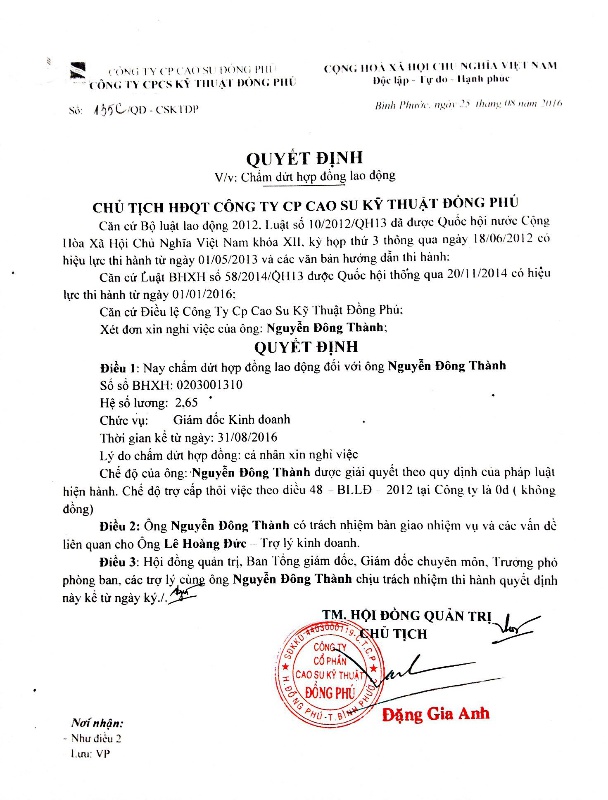 CÔNG TY CP CAO SU ĐỒNG PHÚ
CÔNG TY CPCS KỸ THUẬT ĐỒNG PHÚ
CỘNG HOÀ XÃ HỘI CHỦ NGHĨA VIỆT NAM
Độc lập - Tự do - Hạnh phúc
Số: 135C/QĐ - CSKTĐP
Bình Phước, ngày 25 tháng 08 năm 2016
QUYẾT ĐỊNH
V/v: Chấm dứt hợp đồng lao động
CHỦ TỊCH HĐQT CÔNG TY CP CAO SU KỸ THUẬT ĐỒNG PHÚ
Căn cứ Bộ luật lao động 2012. Luật số 10/2012/QH13 đã được Quốc hội nước Cộng
Hòa Xã Hội Chủ Nghĩa Việt Nam khóa XII, kỳ họp thứ 3 thông qua ngày 18/06/2012 có
hiệu lực thi hành từ ngày 01/05/2013 và các văn bản hướng dẫn thi hành;
Căn cứ Luật BHXH số 58/2014/QH13 được Quốc hội thống qua 20/11/2014 có hiệu
lực thi hành từ ngày 01/01/2016;
Căn cứ Điều lệ Công Ty Cp Cao Su Kỹ Thuật Đồng Phú;
Xét đơn xin nghỉ việc của ông: Nguyễn Đông Thành;
QUYẾT ĐỊNH
Điều 1: Nay chấm dứt hợp đồng lao động đối với ông Nguyễn Đông Thành
Số sổ BHXH: 0203001310
Hệ số lương: 2,65
Chức vụ: Giám đốc Kinh doanh
Thời gian kể từ ngày: 31/08/2016
Lý do chấm dứt hợp đồng: cá nhân xin nghỉ việc
Chế độ của ông: Nguyễn Đông Thành được giải quyết theo quy định của pháp luật
hiện hành. Chế độ trợ cấp thôi việc theo điều 48 – BLLĐ – 2012 tại Công ty là 0đ ( không
đồng)
Điều 2: Ông Nguyễn Đông Thành có trách nhiệm bàn giao nhiệm vụ và các vấn đề
liên quan cho Ông Lê Hoàng Đức – Trợ lý kinh doanh.
Điều 3: Hội đồng quản trị, Ban Tổng giám đốc, Giám đốc chuyên môn, Trưởng phó
phòng ban, các trợ lý cùng ông Nguyễn Đông Thành chịu trách nhiệm thi hành quyết định
này kể từ ngày ký./.
TM. HỘI ĐỒNG QUẢN TRỊ
CHỦ TỊCH
SĐKKD: 4403000119-C.T.C.P
CÔNG TY
CỔ PHẦN
CAO SU KỸ THUẬT
ĐỒNG PHÚ
H.ĐỒNG PHÚ-T.BÌNH PHƯỚC
Đặng Gia Anh
Nơi nhận:
- Như điều 2
Lưu: VP